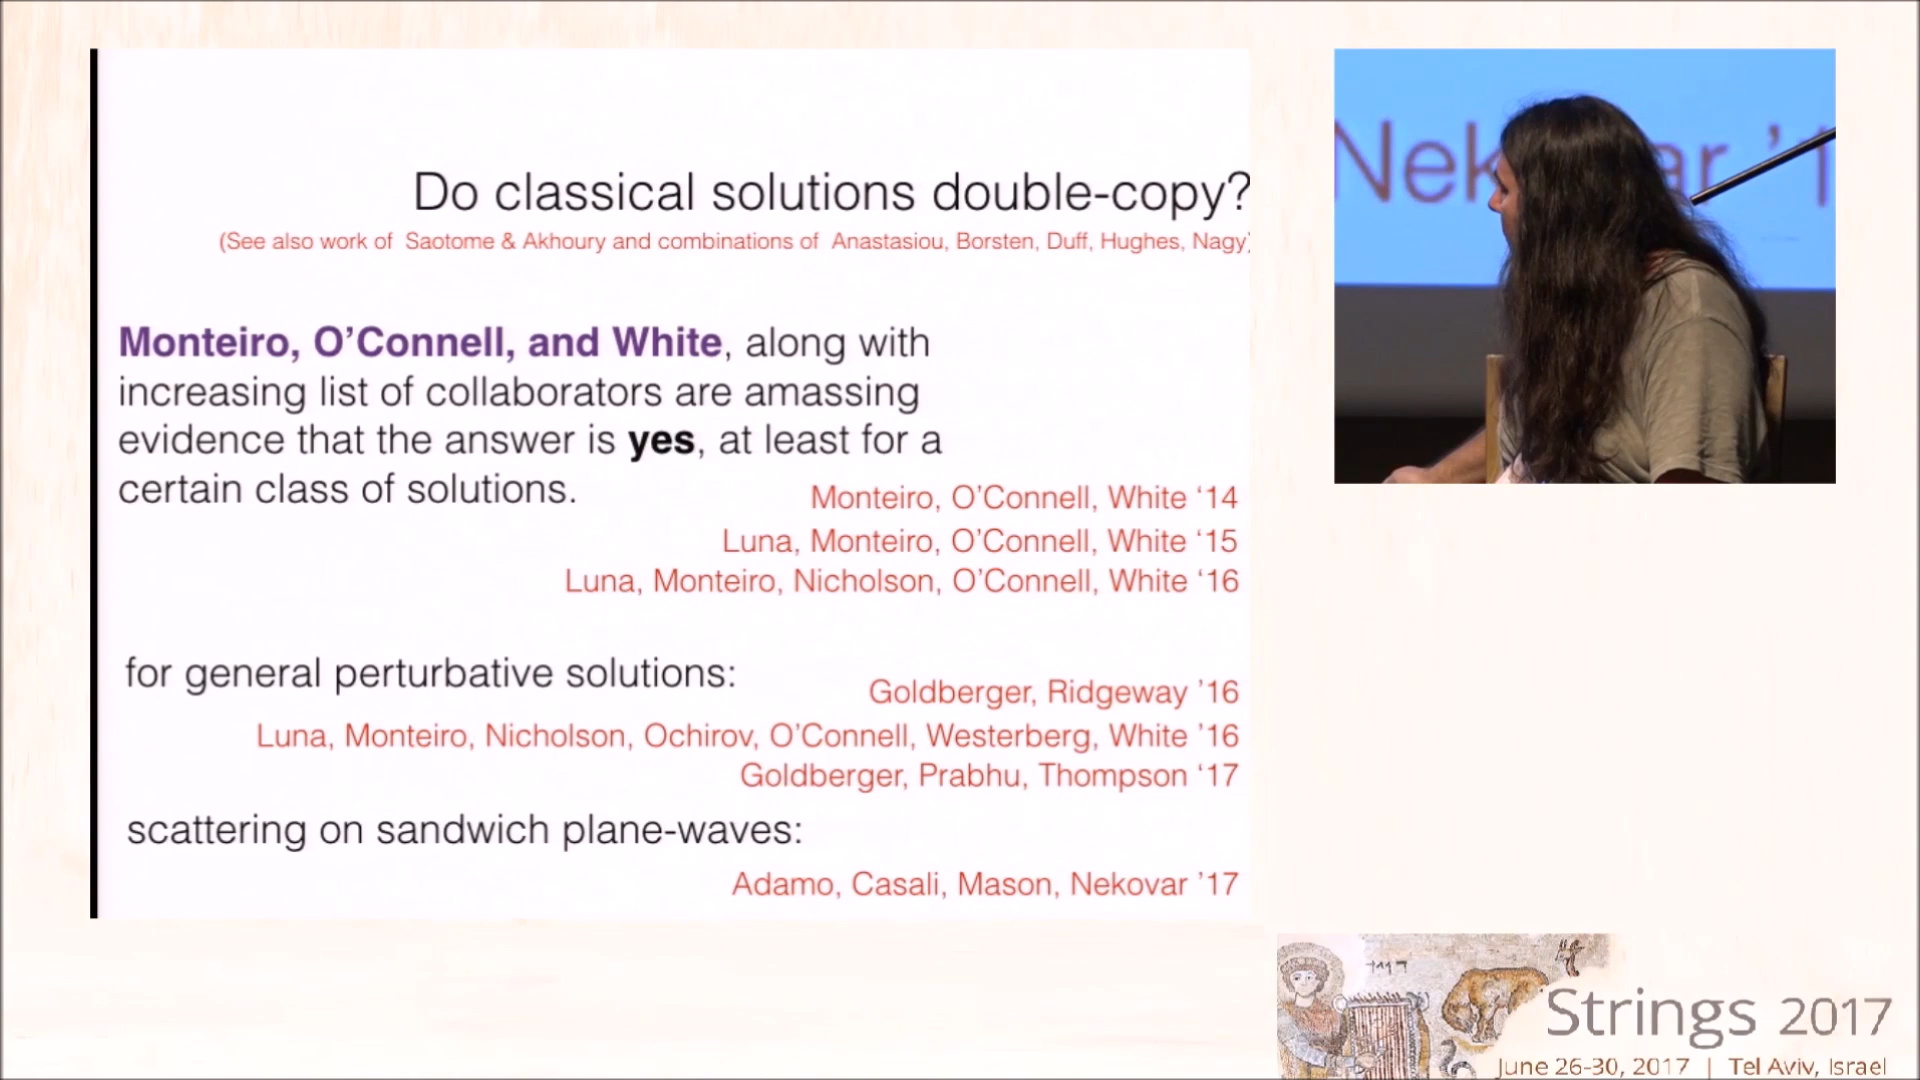 Do classical solutions double-copy?
(See also work of Saotome & Akhoury and combinations of Anastasiou, Borsten, Duff, Hughes, Nagy)
Monteiro, O’Connell, and White, along with
increasing list of collaborators are amassing
evidence that the answer is yes, at least for a
certain class of solutions.
Monteiro, O’Connell, White ‘14
Luna, Monteiro, O’Connell, White ‘15
Luna, Monteiro, Nicholson, O’Connell, White ‘16
for general perturbative solutions:
Goldberger, Ridgeway ’16
Luna, Monteiro, Nicholson, Ochirov, O’Connell, Westerberg, White ’16
Goldberger, Prabhu, Thompson ‘17
scattering on sandwich plane-waves:
Adamo, Casali, Mason, Nekovar ’17
Strings 2017
June 26-30, 2017 | Tel Aviv, Israel